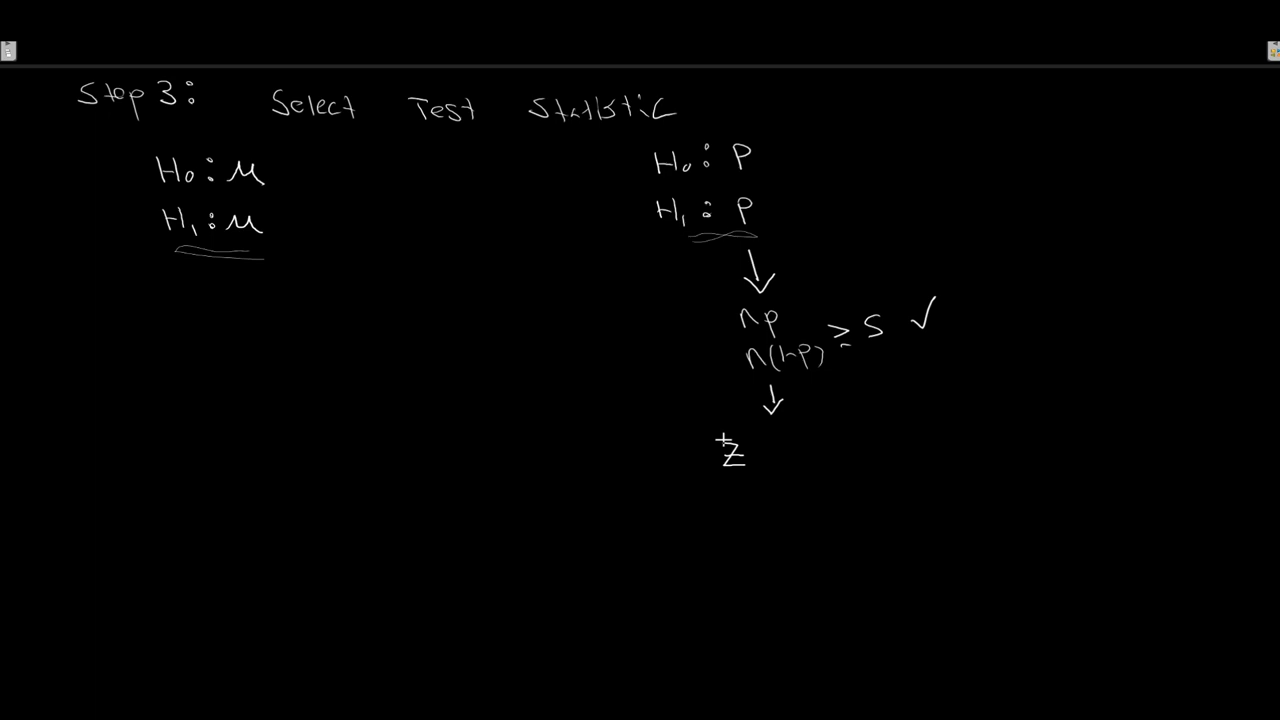 Step 3: Select Test Statistic
H₀: μ
H₁: μ
H₀: P
H₁: P
np
n(1-p) ≥ 5 ✓
+Z